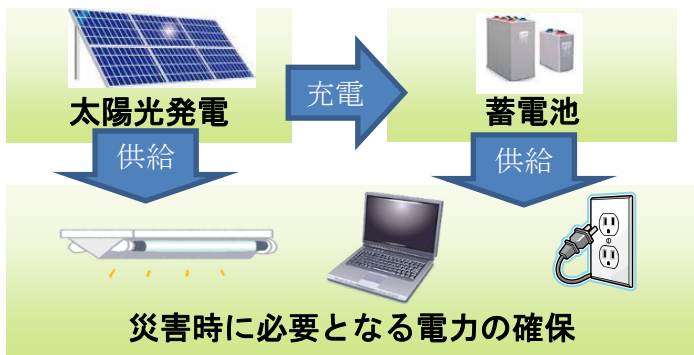 太陽光発電
充電
蓄電池
供給
供給
災害時に必要となる電力の確保